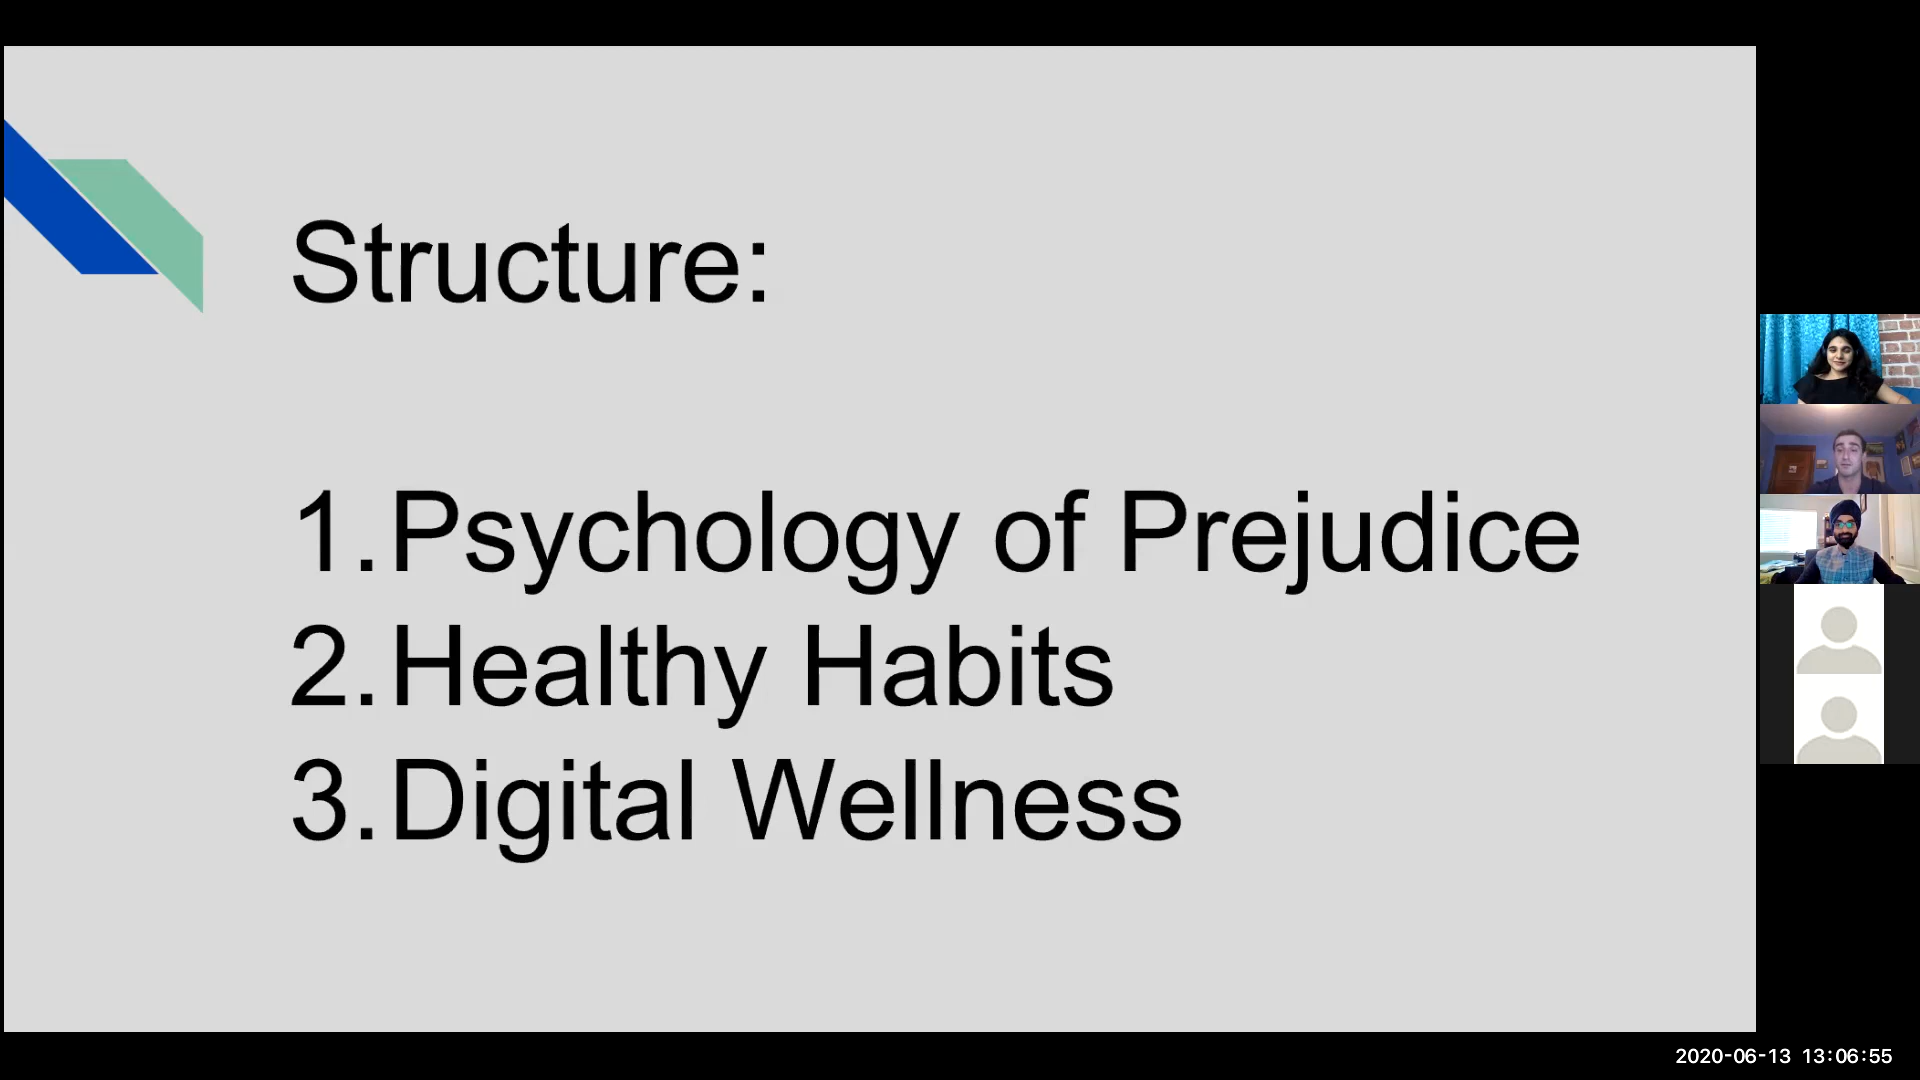 Structure:
1. Psychology of Prejudice
2. Healthy Habits
3. Digital Wellness
2020-06-13 13:06:55